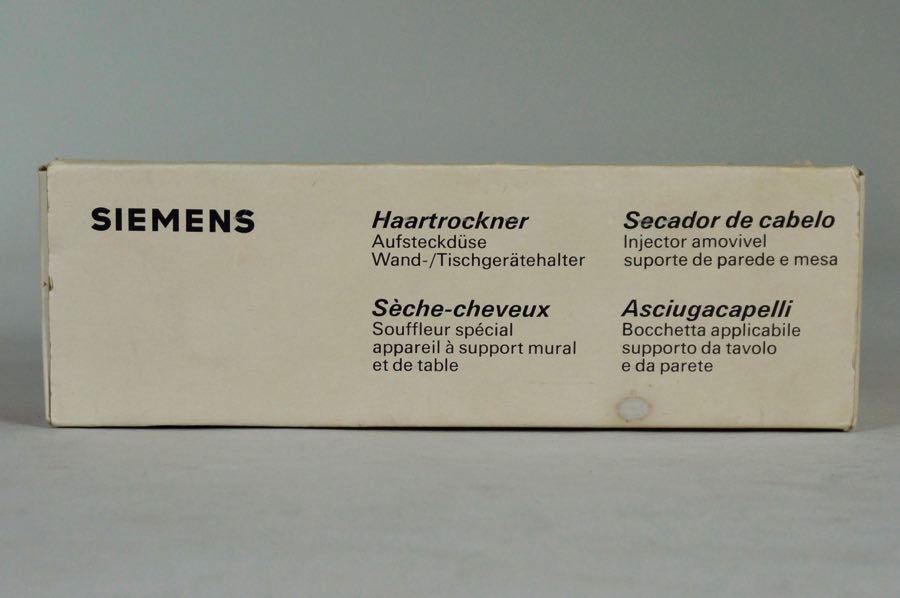 SIEMENS
Haartrockner
Aufsteckdüse
Wand-/Tischgerätehalter
Sèche-cheveux
Souffleur spécial
appareil à support mural
et de table
Secador de cabelo
Injector amovivel
suporte de parede e mesa
Asciugacapelli
Bocchetta applicabile
supporto da tavolo
e da parete